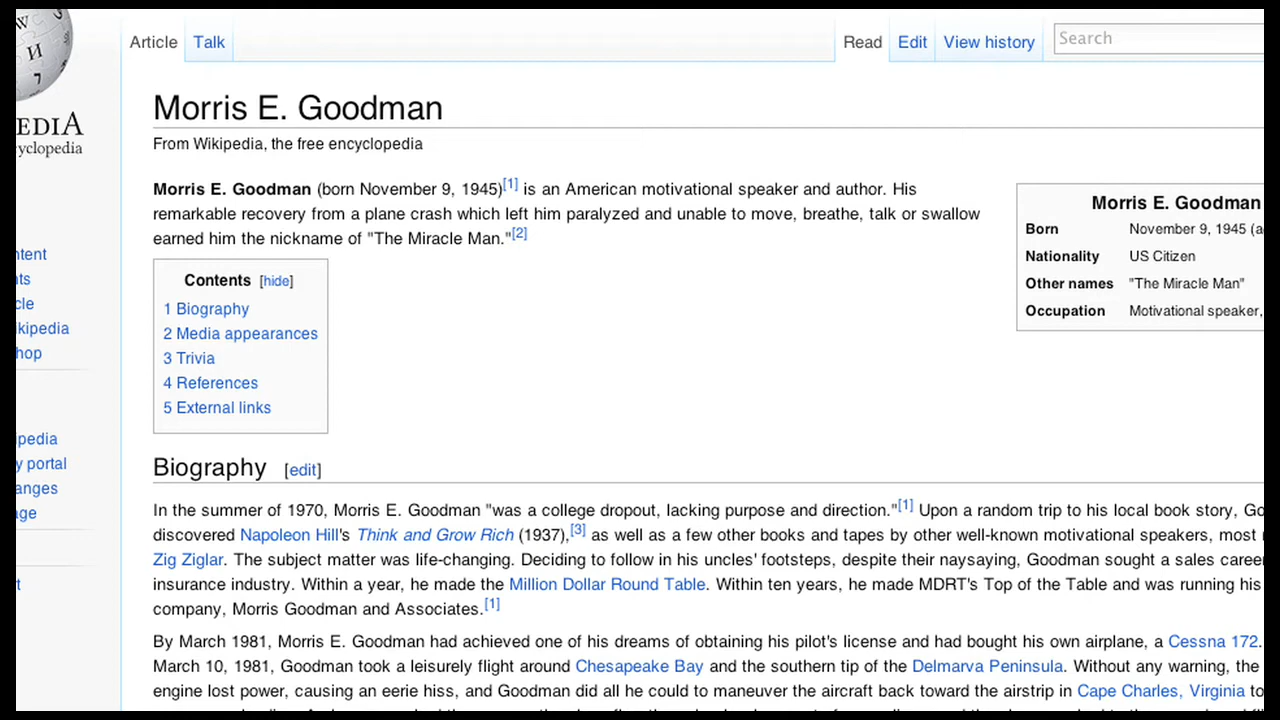 W
И
EDIA
yclopedia
Article Talk
Read Edit View history
Search
Morris E. Goodman
From Wikipedia, the free encyclopedia
Morris E. Goodman (born November 9, 1945)[1] is an American motivational speaker and author. His
remarkable recovery from a plane crash which left him paralyzed and unable to move, breathe, talk or swallow
earned him the nickname of "The Miracle Man."[2]
Morris E. Goodman
Born November 9, 1945 (a
Nationality US Citizen
Other names "The Miracle Man"
Occupation Motivational speaker,
Contents [hide]
1 Biography
2 Media appearances
3 Trivia
4 References
5 External links
ntent
ts
cle
kipedia
hop
ipedia
y portal
anges
age
t
Biography [edit]
In the summer of 1970, Morris E. Goodman "was a college dropout, lacking purpose and direction."[1] Upon a random trip to his local book story, Go
discovered Napoleon Hill's Think and Grow Rich (1937),[3] as well as a few other books and tapes by other well-known motivational speakers, most
Zig Ziglar. The subject matter was life-changing. Deciding to follow in his uncles' footsteps, despite their naysaying, Goodman sought a sales career
insurance industry. Within a year, he made the Million Dollar Round Table. Within ten years, he made MDRT's Top of the Table and was running his
company, Morris Goodman and Associates.[1]
By March 1981, Morris E. Goodman had achieved one of his dreams of obtaining his pilot's license and had bought his own airplane, a Cessna 172.
March 10, 1981, Goodman took a leisurely flight around Chesapeake Bay and the southern tip of the Delmarva Peninsula. Without any warning, the
engine lost power, causing an eerie hiss, and Goodman did all he could to maneuver the aircraft back toward the airstrip in Cape Charles, Virginia to